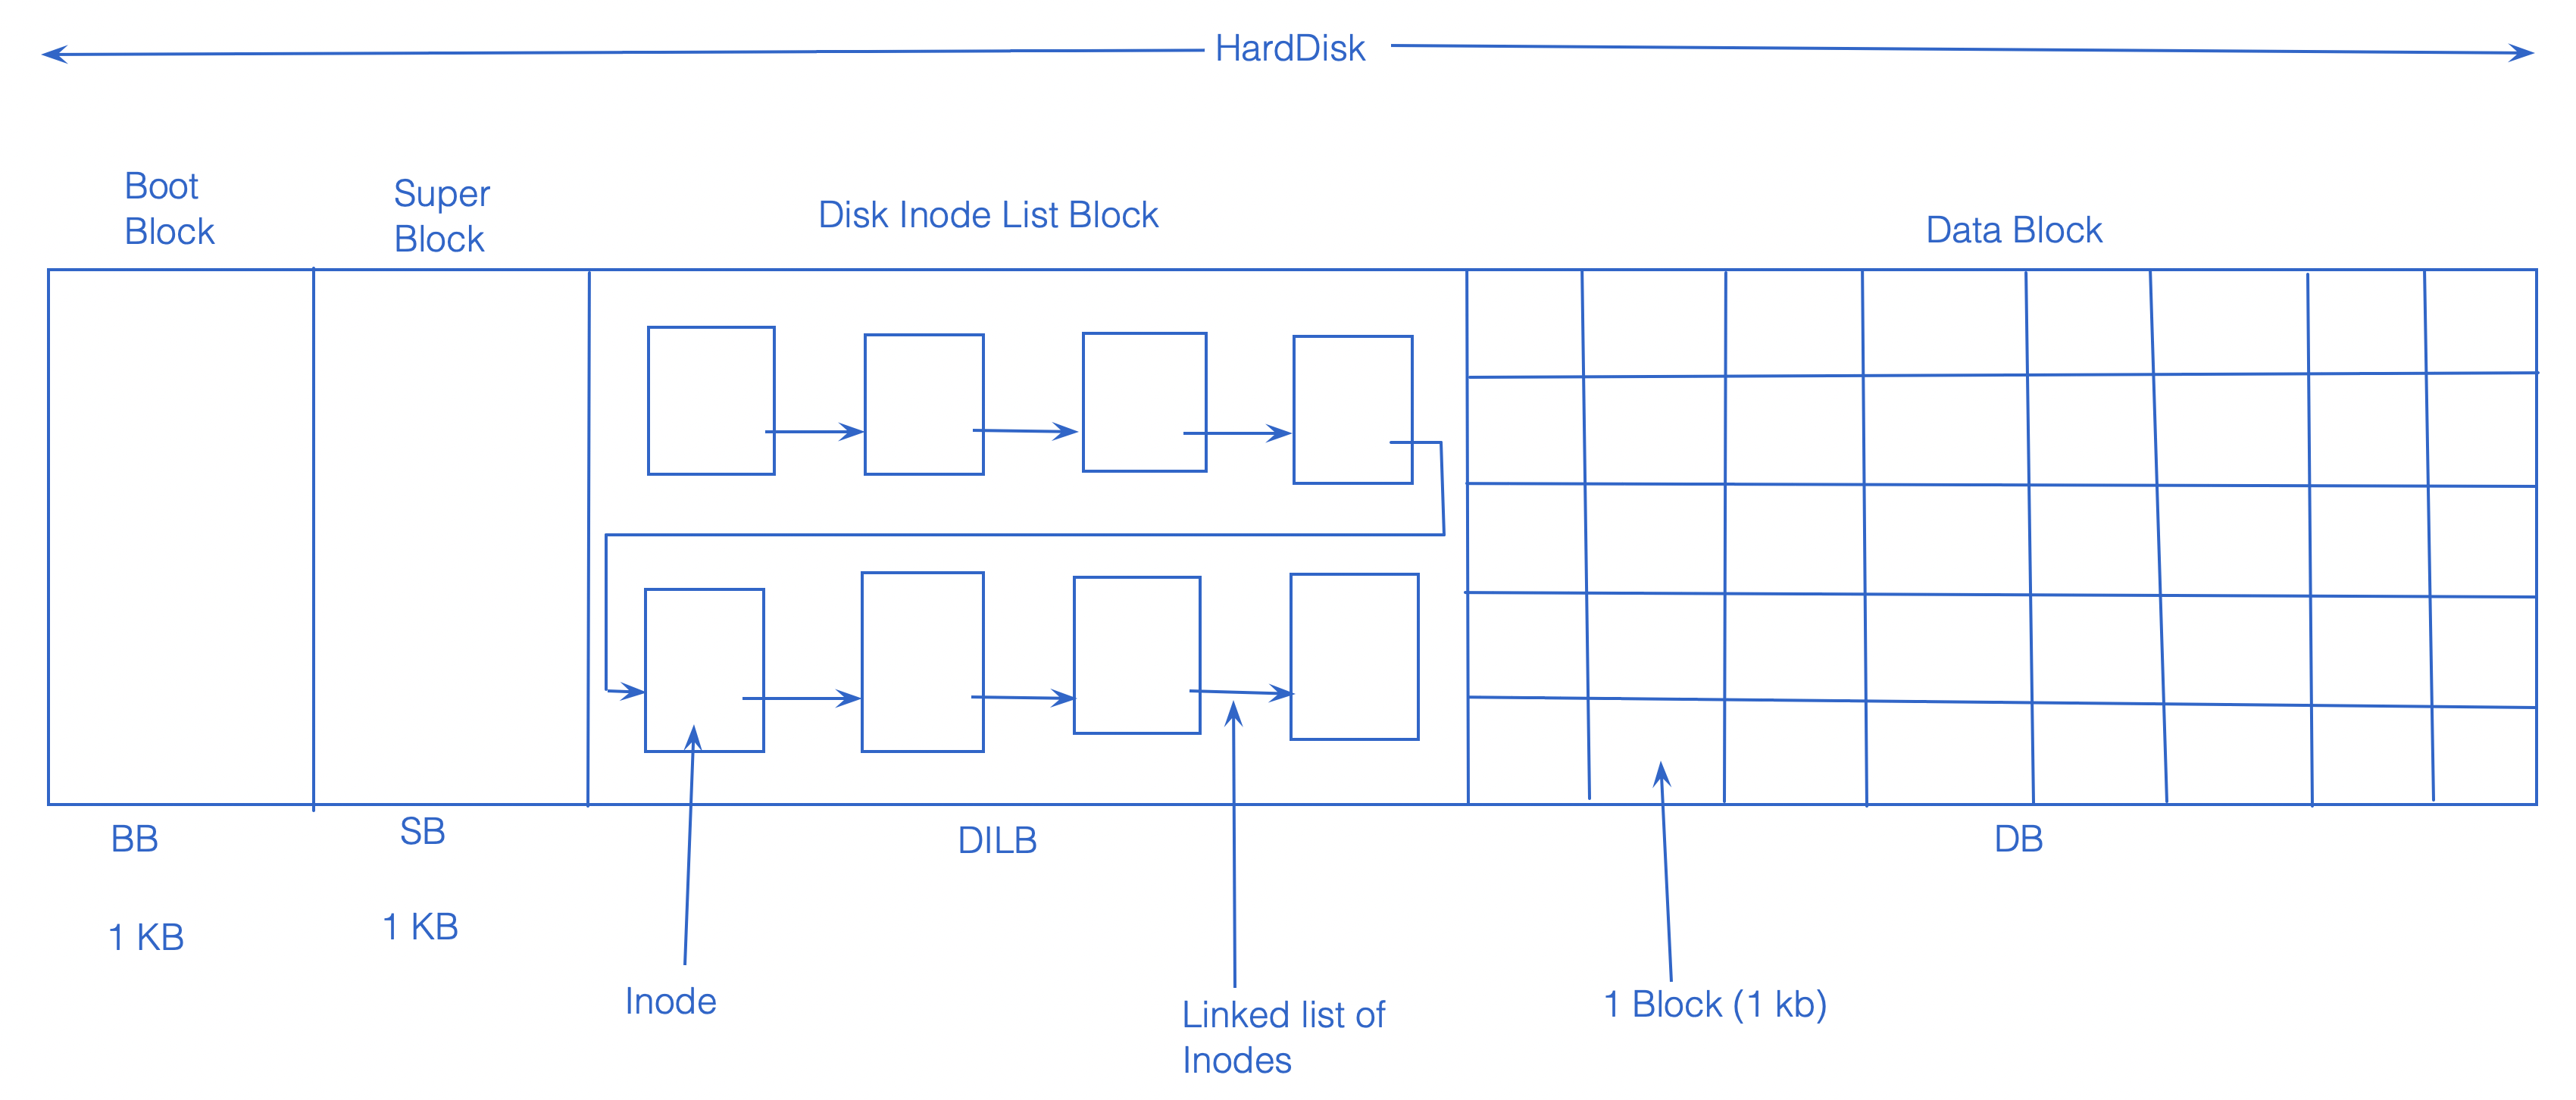 HardDisk
Boot
Block
Super
Block
Disk Inode List Block
Data Block
BB
SB
DILB
DB
1 KB
1 KB
Inode
Linked list of
Inodes
1 Block (1 kb)